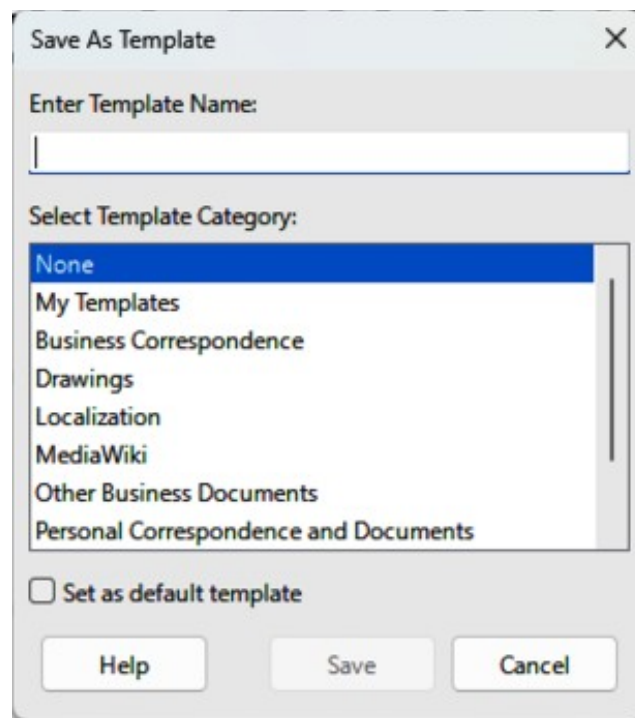 Save As Template
Enter Template Name:
Select Template Category:
None
My Templates
Business Correspondence
Drawings
Localization
MediaWiki
Other Business Documents
Personal Correspondence and Documents
Set as default template
Help Save Cancel